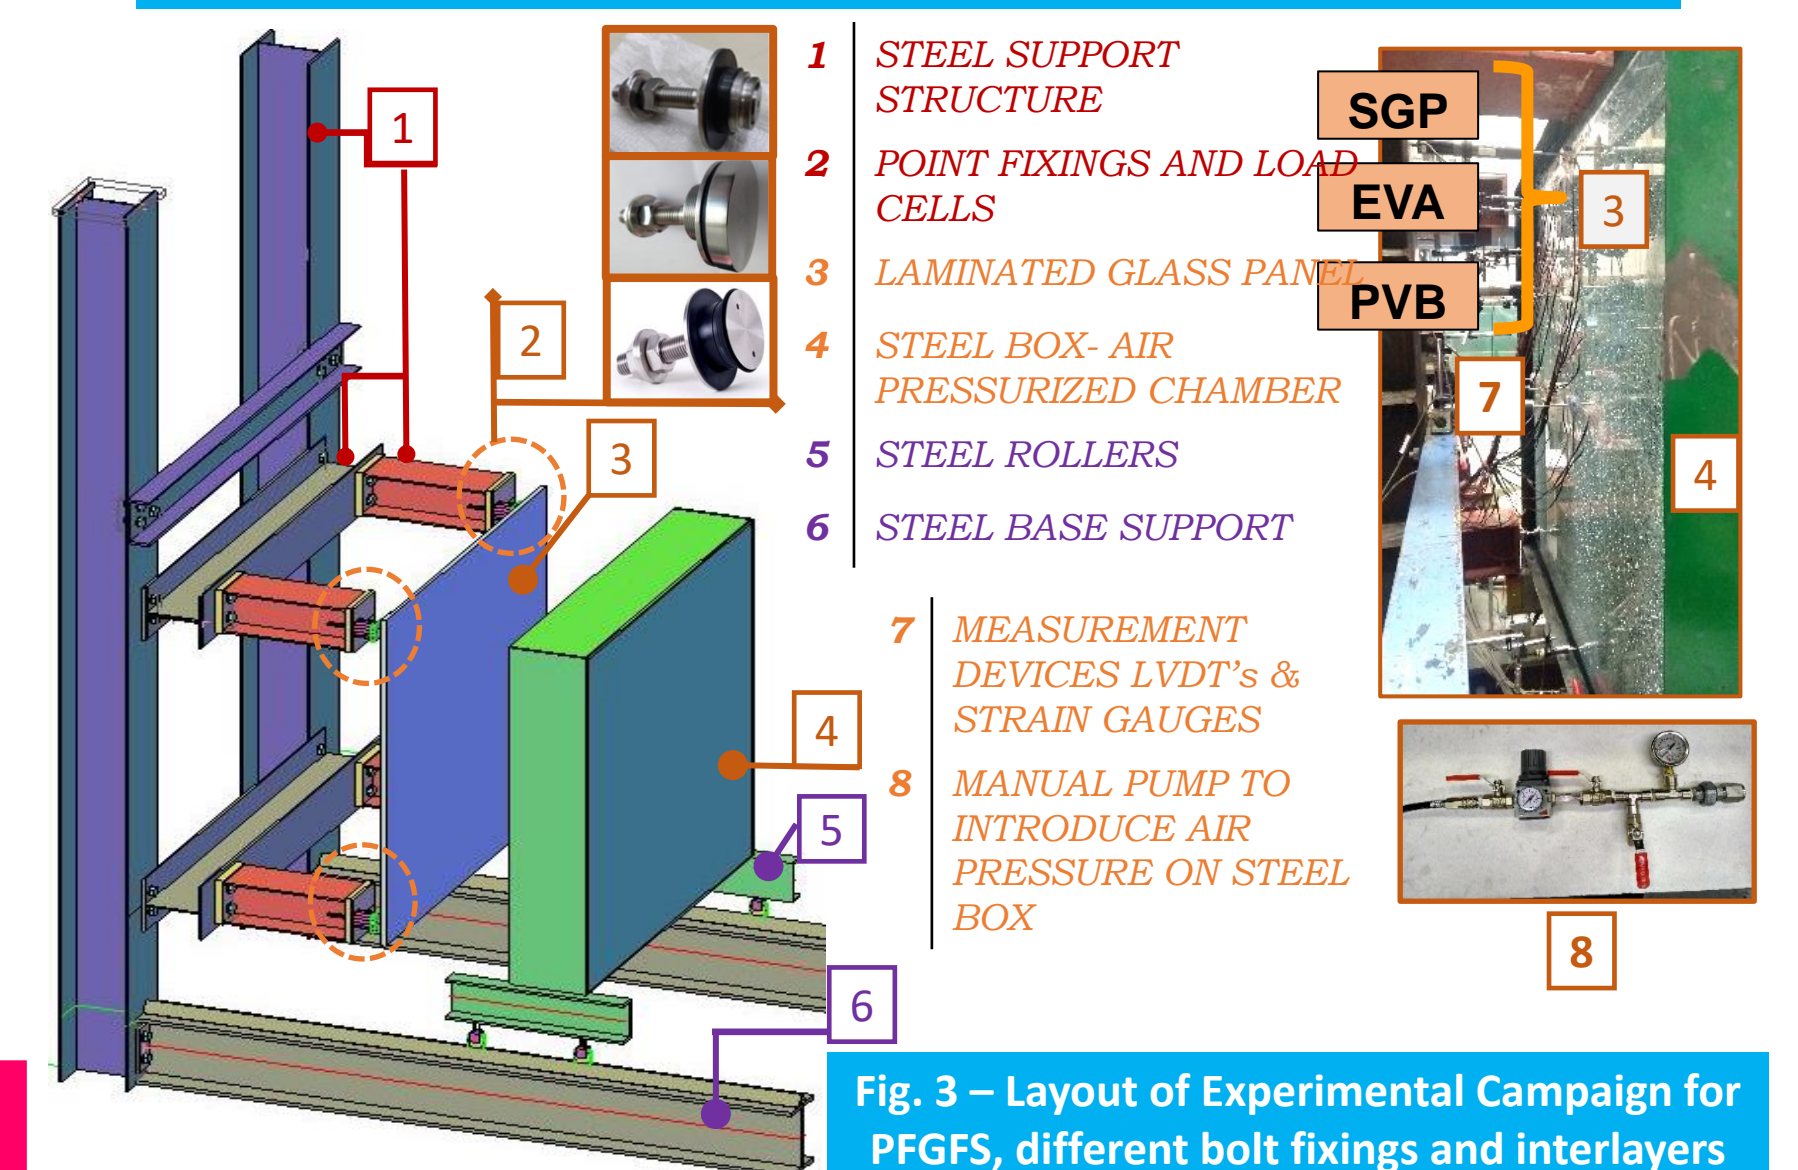 1 STEEL SUPPORT
STRUCTURE
2 POINT FIXINGS AND LOAD
CELLS
3 LAMINATED GLASS PANEL
4 STEEL BOX- AIR
PRESSURIZED CHAMBER
5 STEEL ROLLERS
6 STEEL BASE SUPPORT
7 MEASUREMENT
DEVICES LVDT's &
STRAIN GAUGES
8 MANUAL PUMP TO
INTRODUCE AIR
PRESSURE ON STEEL
BOX
1
2
3
4
5
6
SGP
EVA
PVB
3
7
4
8
Fig. 3 – Layout of Experimental Campaign for
PFGFS, different bolt fixings and interlayers